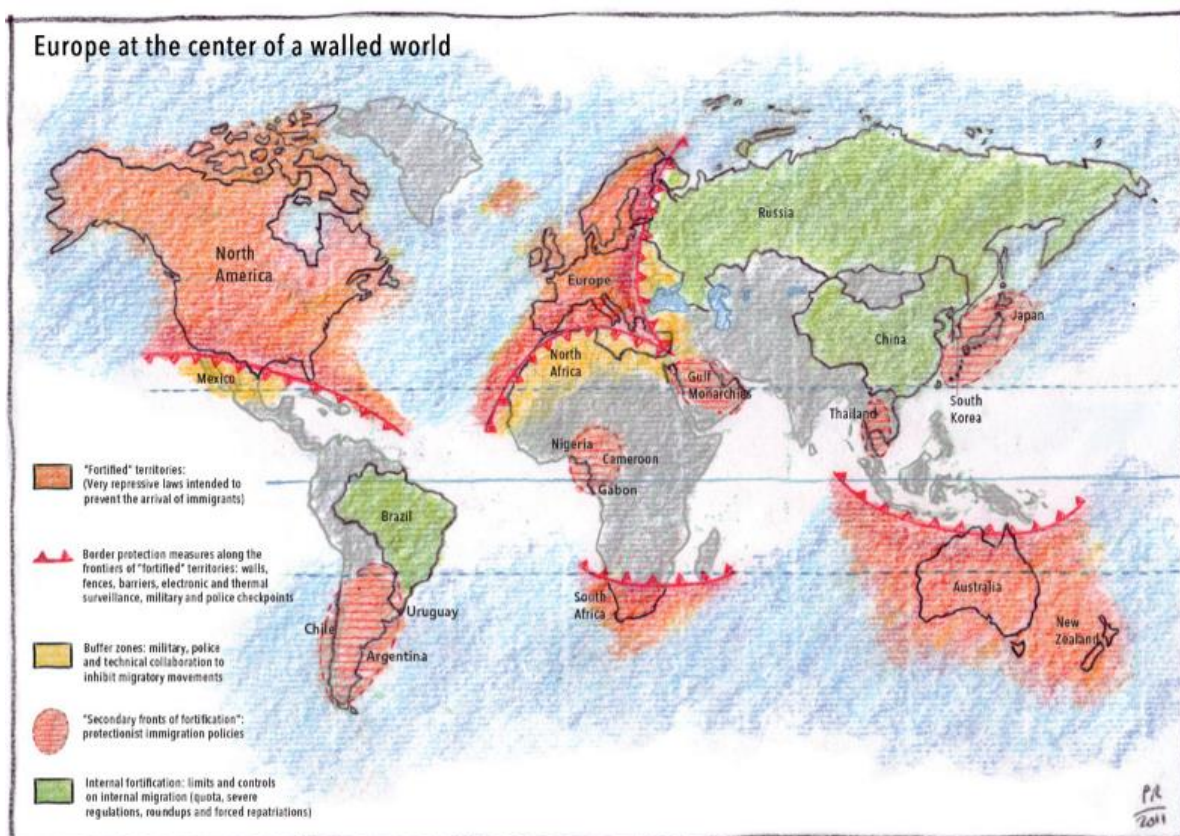 Europe at the center of a walled world
North
America
Mexico
Europe
North
Africa
Gulf
Monarchies
Nigeria
Cameroon
Gabon
Russia
China
Japan
South
Korea
Thailand
Brazil
Uruguay
Chile
Argentina
South
Africa
Australia
New
Zealand
"Fortified" territories:
(Very repressive laws intended to
prevent the arrival of immigrants)
Border protection measures along the
frontiers of "fortified" territories: walls,
fences, barriers, electronic and thermal
surveillance, military and police checkpoints
Buffer zones: military, police
and technical collaboration to
inhibit migratory movements
"Secondary fronts of fortification":
protectionist immigration policies
Internal fortification: limits and controls
on internal migration (quota, severe
regulations, roundups and forced repatriations)
PR
2011